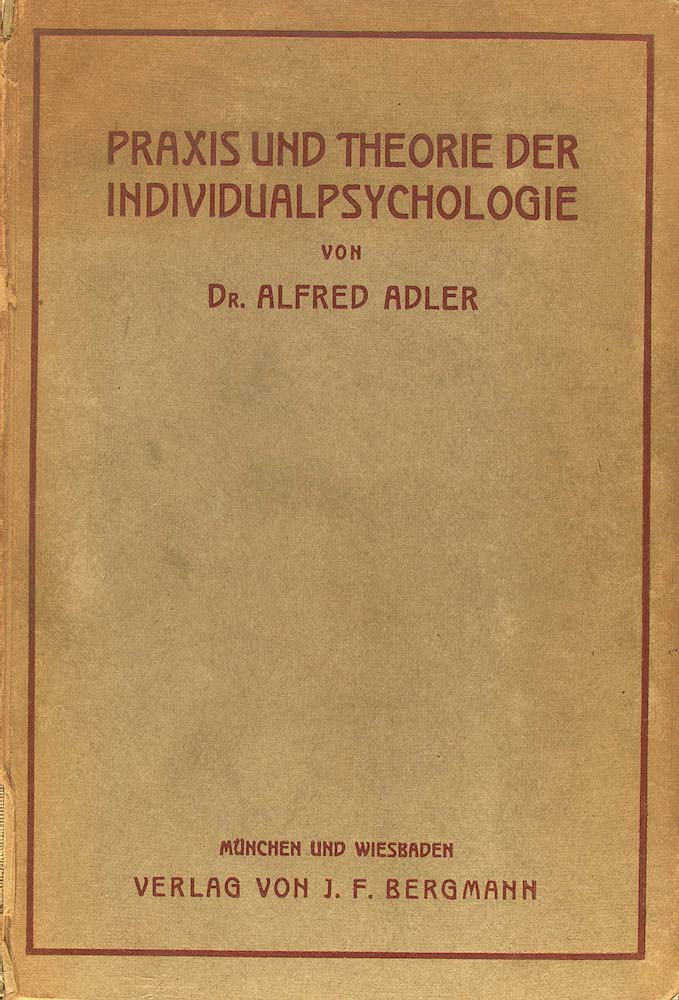 PRAXIS UND THEORIE DER
INDIVIDUALPSYCHOLOGIE
VON
DR. ALFRED ADLER
MÜNCHEN UND WIESBADEN
VERLAG VON J. F. BERGMANN